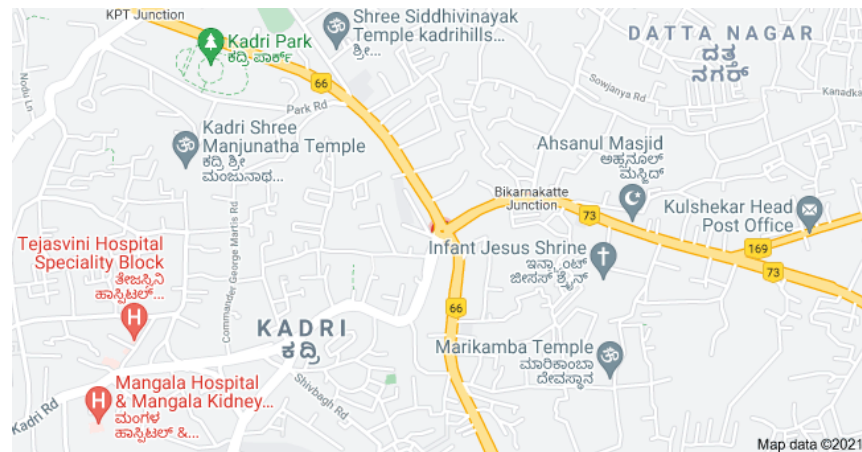 KPT Junction
Shree Siddhivinayak
Temple kadrihills...
ಶ್ರೀ...
Kadri Park
ಕದ್ರಿ ಪಾರ್ಕ್
DATTA NAGAR
ದತ್ತ
ನಗರ್
66
Nodu Ln
Park Rd
Sowjanya Rd
Kanadka
Kadri Shree
Manjunatha Temple
ಕದ್ರಿ ಶ್ರೀ
ಮಂಜುನಾಥ...
Ahsanul Masjid
ಅಹ್ಸನೂಲ್
ಮಸ್ಜಿದ್
Bikarnakatte
Junction
73
Kulshekar Head
Post Office
Commander George Martis Rd
Tejasvini Hospital
Speciality Block
ತೇಜಸ್ವಿನಿ
ಹಾಸ್ಪಿಟಲ್...
Infant Jesus Shrine
ಇನ್ಫಾಂಟ್
ಜೀಸಸ್ ಶ್ರೈನ್
169
73
66
KADRI
ಕದ್ರಿ
Marikamba Temple
ಮಾರಿಕಾಂಬಾ
ದೇವಸ್ಥಾನ
Kadri Rd
Mangala Hospital
& Mangala Kidney...
ಮಂಗಳ
ಹಾಸ್ಪಿಟಲ್ &...
Shivbagh Rd
Map data ©2021